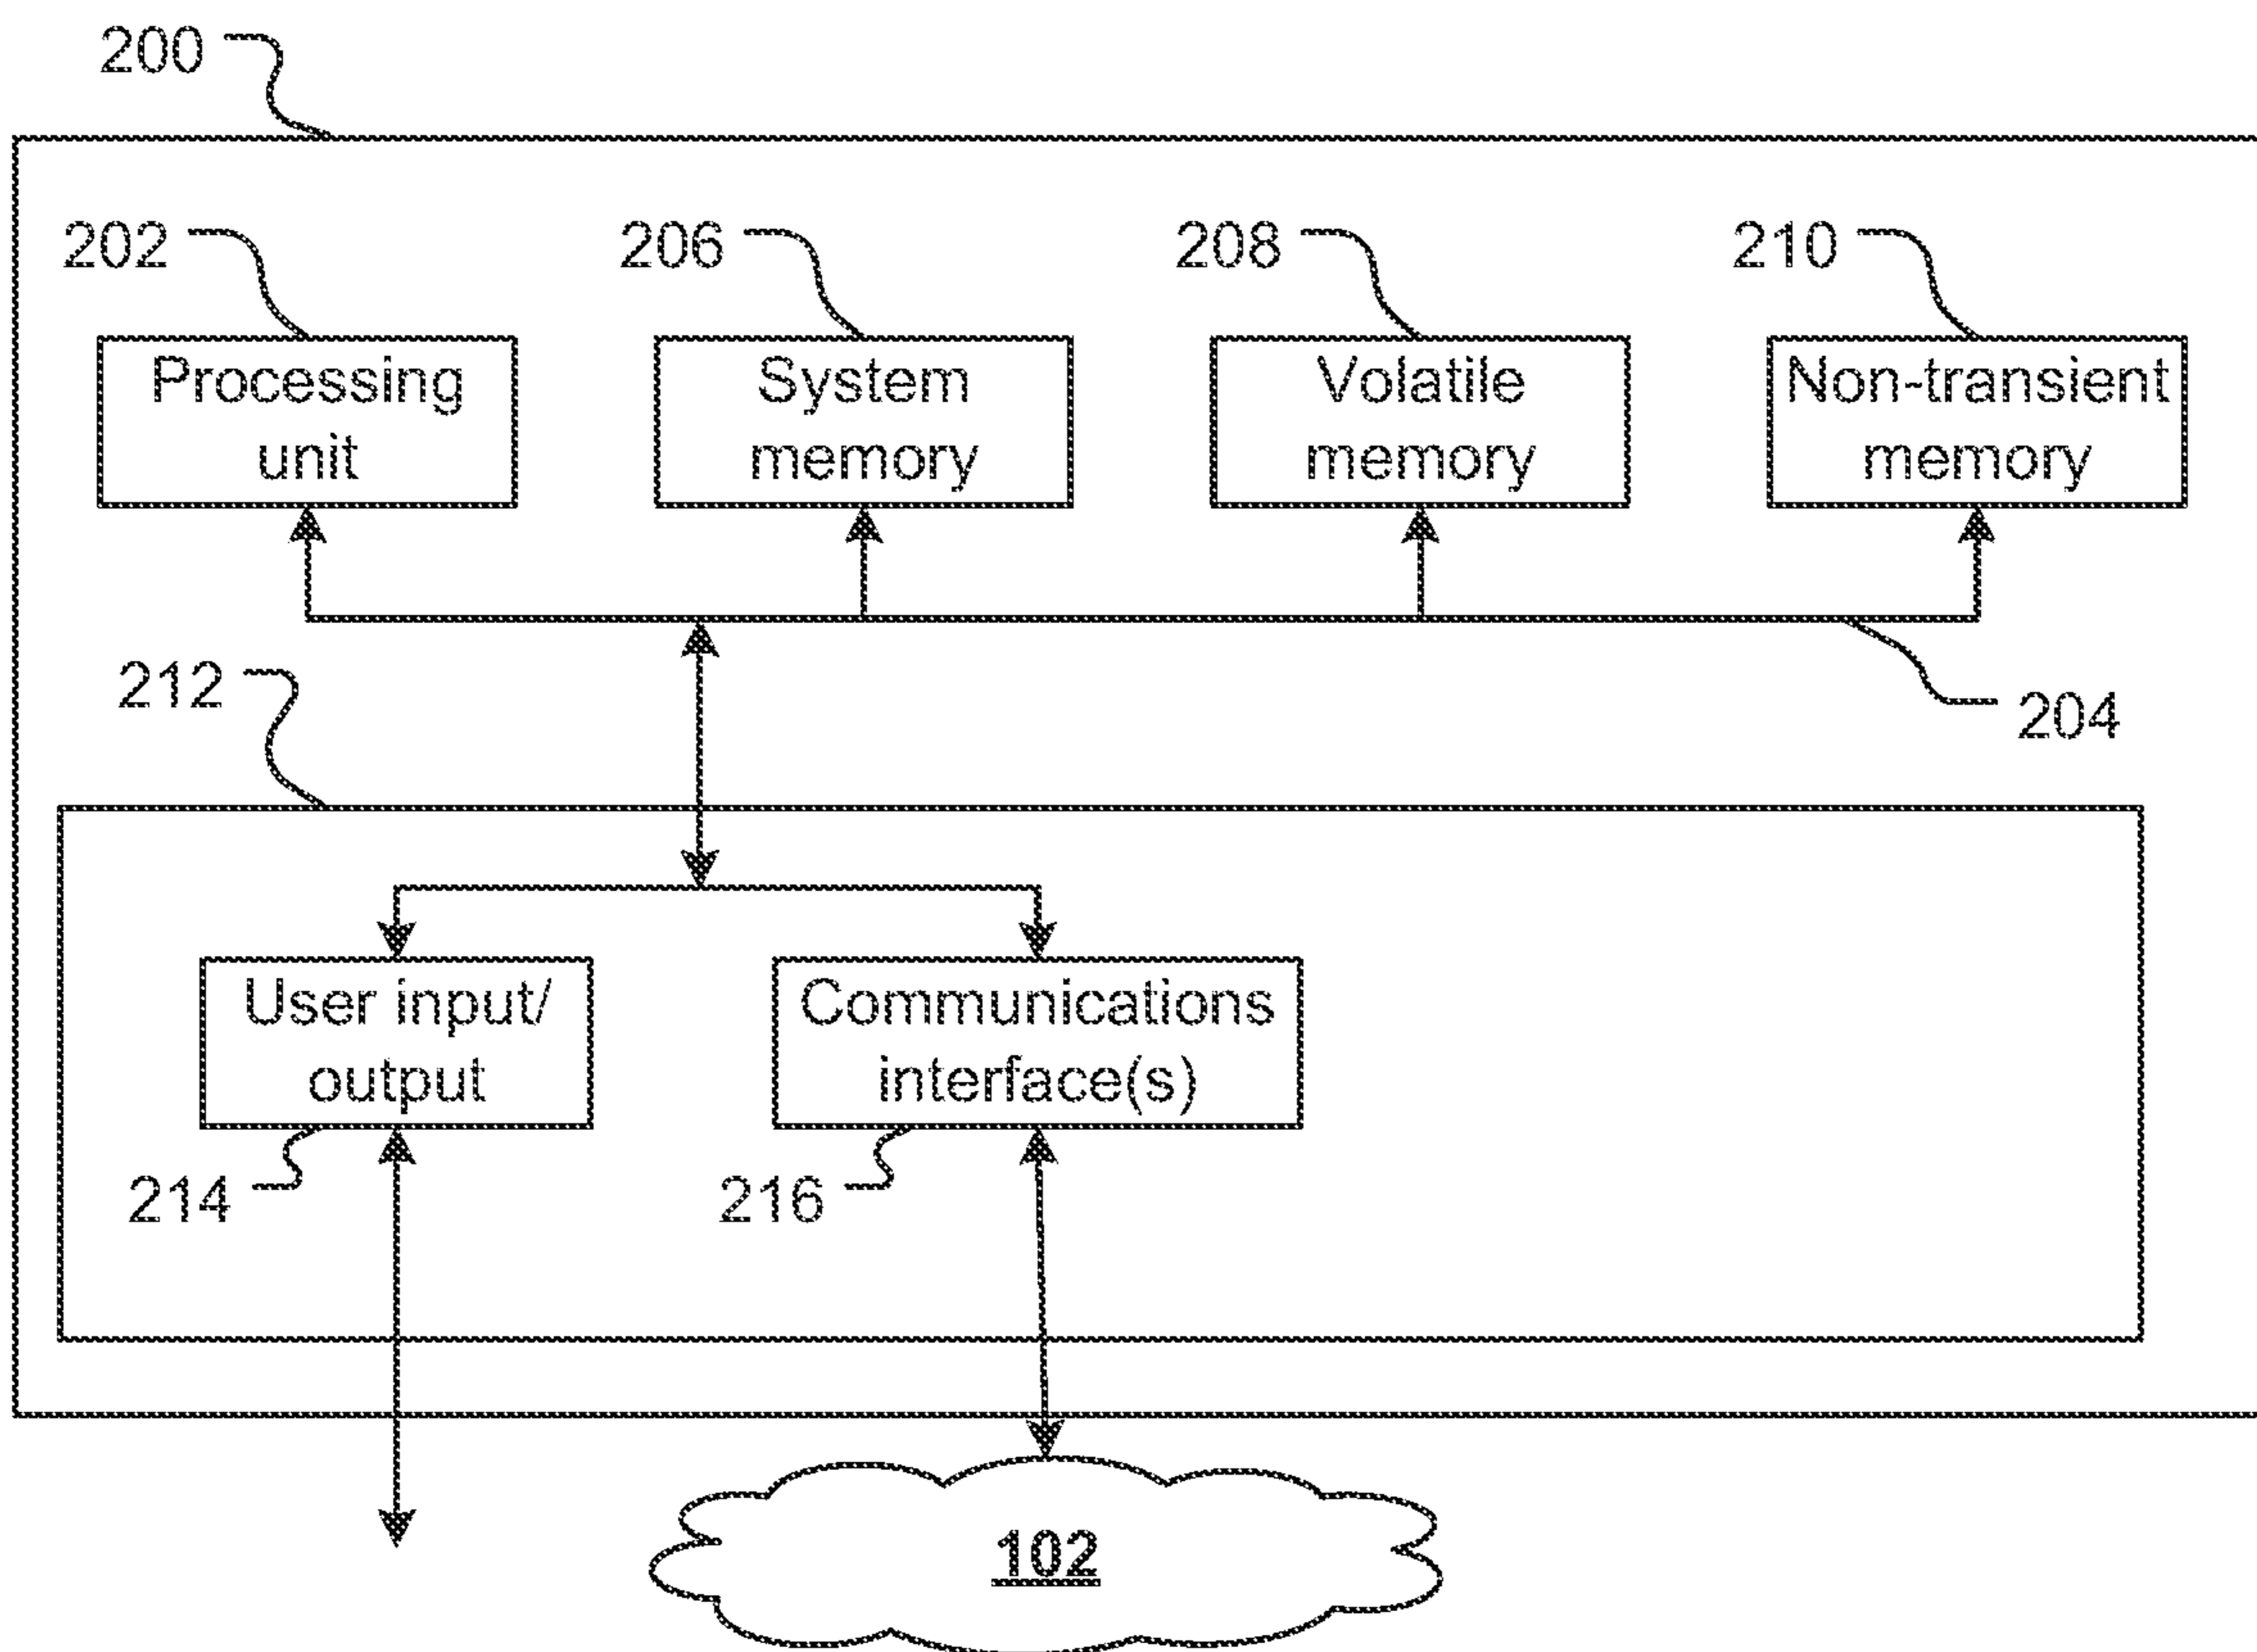 200
202
206
208
210
Processing
unit
System
memory
Volatile
memory
Non-transient
memory
212
204
User input/
output
Communications
interface(s)
214
216
102